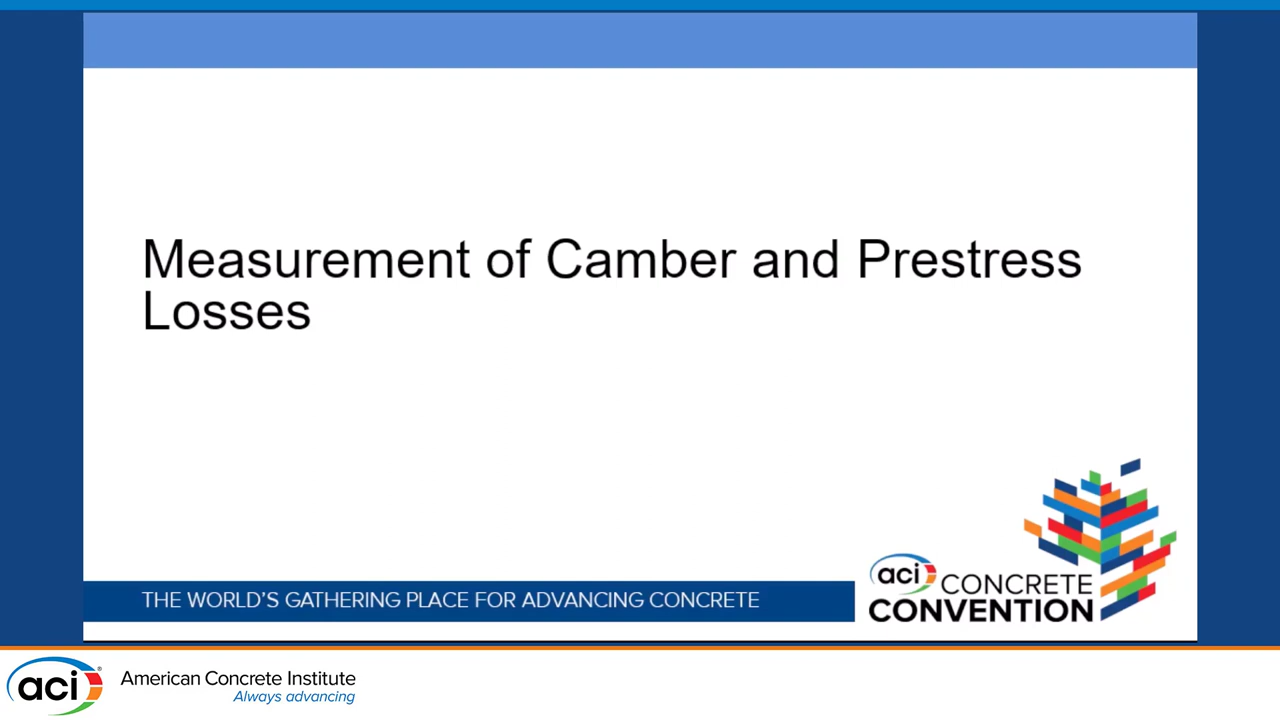 Measurement of Camber and Prestress
Losses
THE WORLD'S GATHERING PLACE FOR ADVANCING CONCRETE
aci CONCRETE
CONVENTION
aci® American Concrete Institute
Always advancing